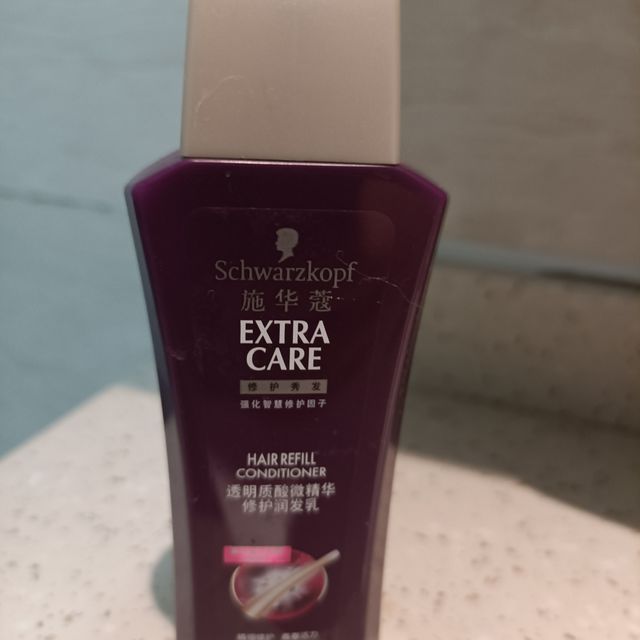 Schwarzkopf
施华蔻
EXTRA
CARE
修护秀发
强化智慧修护因子
HAIR REFILL
CONDITIONER
透明质酸微精华
修护润发乳